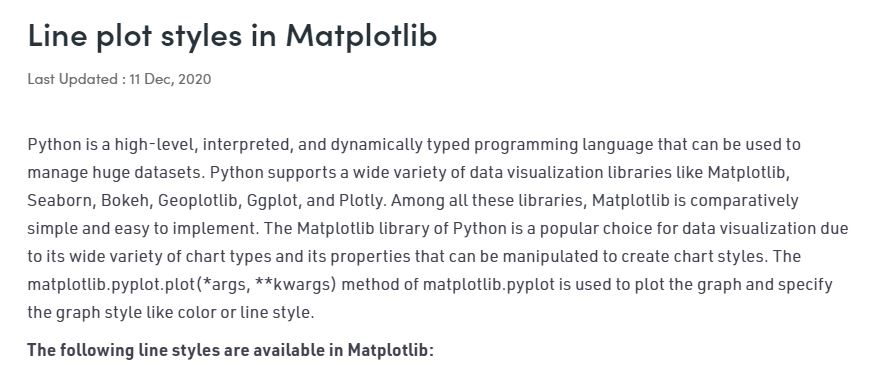 Line plot styles in Matplotlib
Last Updated : 11 Dec, 2020
Python is a high-level, interpreted, and dynamically typed programming language that can be used to
manage huge datasets. Python supports a wide variety of data visualization libraries like Matplotlib,
Seaborn, Bokeh, Geoplotlib, Ggplot, and Plotly. Among all these libraries, Matplotlib is comparatively
simple and easy to implement. The Matplotlib library of Python is a popular choice for data visualization due
to its wide variety of chart types and its properties that can be manipulated to create chart styles. The
matplotlib.pyplot.plot(*args, **kwargs) method of matplotlib.pyplot is used to plot the graph and specify
the graph style like color or line style.
The following line styles are available in Matplotlib: